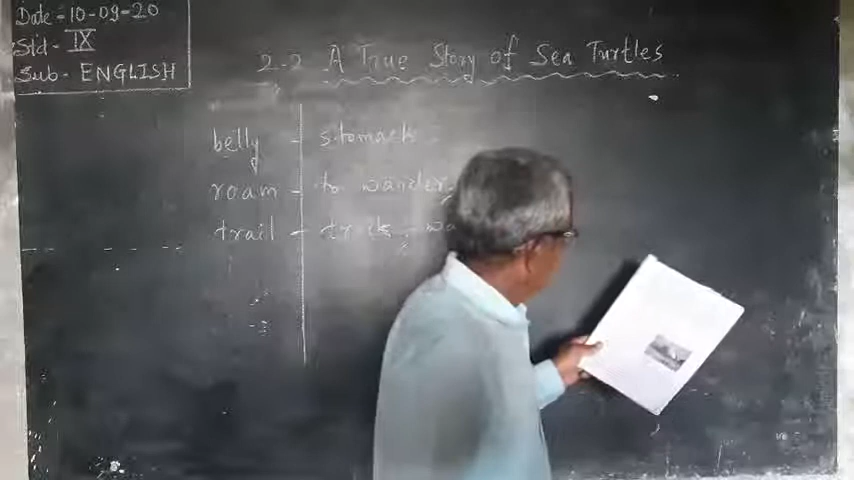 Date - 10-09-20
Std - IX
Sub - ENGLISH
2.2 A True Story of Sea Turtles
belly - stomach
roam - to wander
trail - track